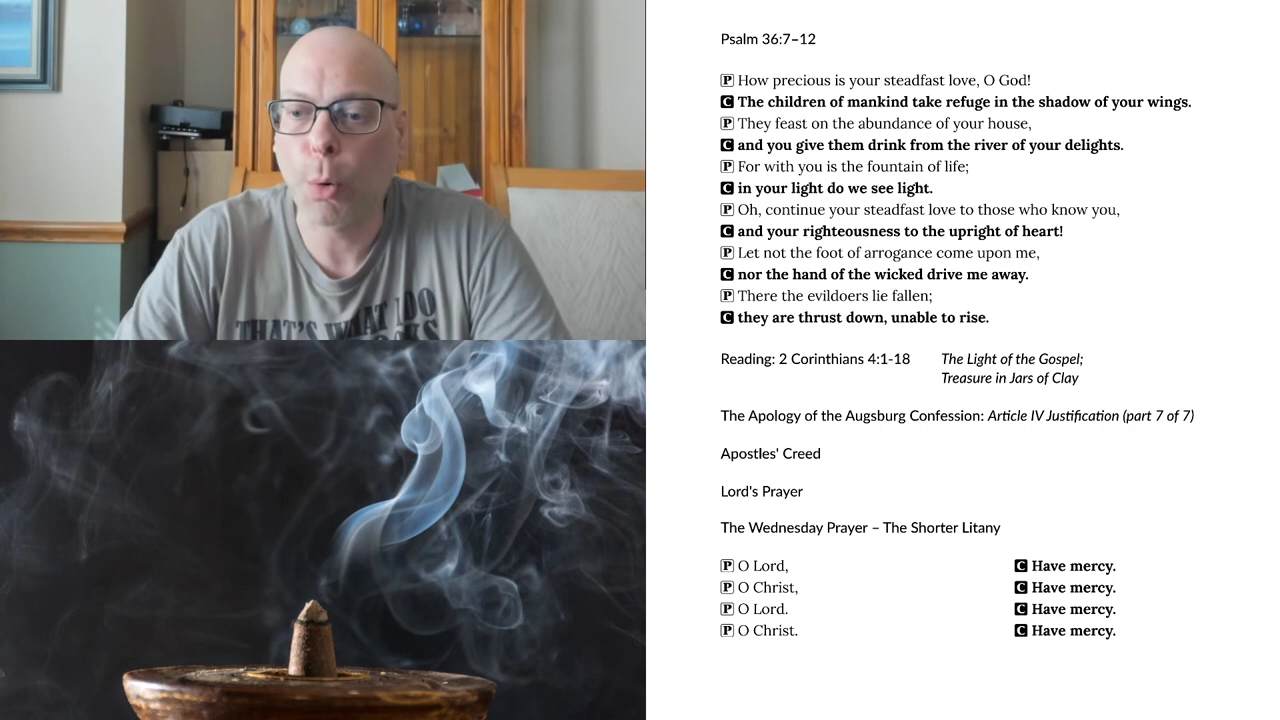 THAT'S WHAT I DO
Psalm 36:7–12
P How precious is your steadfast love, O God!
C The children of mankind take refuge in the shadow of your wings.
P They feast on the abundance of your house,
C and you give them drink from the river of your delights.
P For with you is the fountain of life;
C in your light do we see light.
P Oh, continue your steadfast love to those who know you,
C and your righteousness to the upright of heart!
P Let not the foot of arrogance come upon me,
C nor the hand of the wicked drive me away.
P There the evildoers lie fallen;
C they are thrust down, unable to rise.
Reading: 2 Corinthians 4:1-18 The Light of the Gospel;
Treasure in Jars of Clay
The Apology of the Augsburg Confession: Article IV Justification (part 7 of 7)
Apostles' Creed
Lord's Prayer
The Wednesday Prayer – The Shorter Litany
P O Lord, C Have mercy.
P O Christ, C Have mercy.
P O Lord. C Have mercy.
P O Christ. C Have mercy.